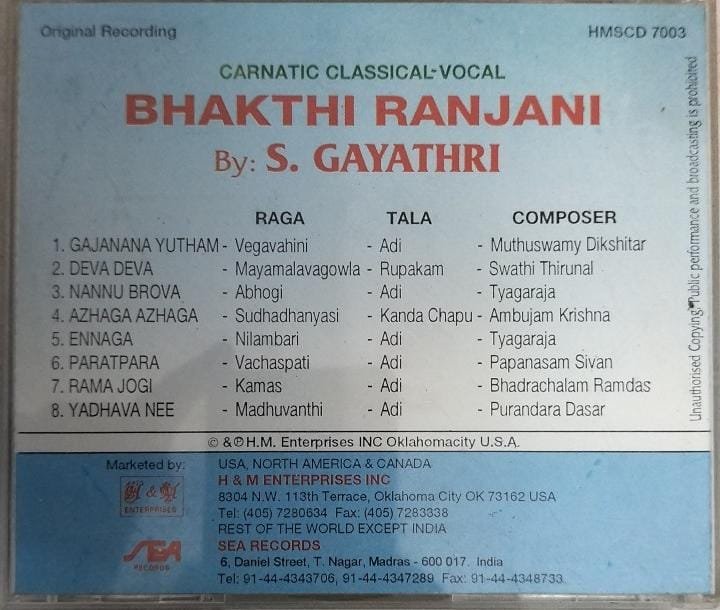 Original Recording HMSCD 7003
CARNATIC CLASSICAL-VOCAL
BHAKTHI RANJANI
By: S. GAYATHRI
RAGA TALA COMPOSER
1. GAJANANA YUTHAM - Vegavahini - Adi - Muthuswamy Dikshitar
2. DEVA DEVA - Mayamalavagowla - Rupakam - Swathi Thirunal
3. NANNU BROVA - Abhogi - Adi - Tyagaraja
4. AZHAGA AZHAGA - Sudhadhanyasi - Kanda Chapu - Ambujam Krishna
5. ENNAGA - Nilambari - Adi - Tyagaraja
6. PARATPARA - Vachaspati - Adi - Papanasam Sivan
7. RAMA JOGI - Kamas - Adi - Bhadrachalam Ramdas
8. YADHAVA NEE - Madhuvanthi - Adi - Purandara Dasar
Unauthorised Copying, Public performance and broadcasting is prohibited
© & ℗ H.M. Enterprises INC Oklahomacity U.S.A.
Marketed by: USA, NORTH AMERICA & CANADA
H & M ENTERPRISES INC
H & M
ENTERPRISES
8304 N.W. 113th Terrace, Oklahoma City OK 73162 USA
Tel: (405) 7280634 Fax: (405) 7283338
REST OF THE WORLD EXCEPT INDIA
SEA RECORDS
SEA
RECORDS
6, Daniel Street, T. Nagar, Madras - 600 017. India
Tel: 91-44-4343706, 91-44-4347289 Fax: 91-44-4348733